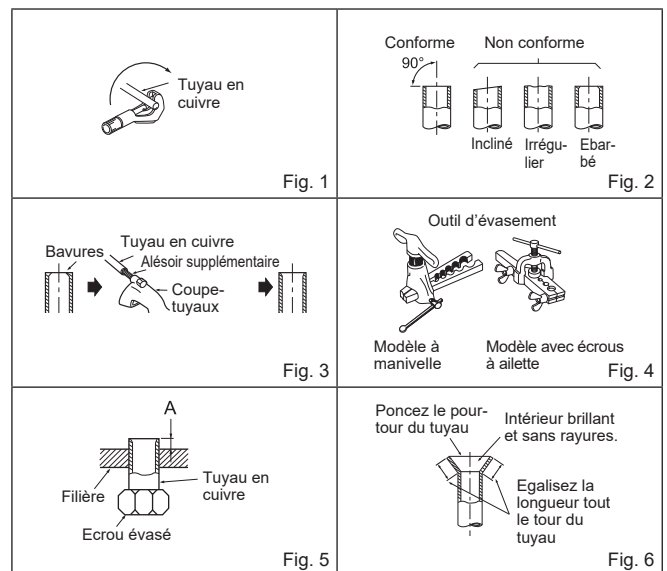 Tuyau en
cuivre
Fig. 1
Conforme
Non conforme
90°
Incliné
Irrégu-
lier
Ebar-
bé
Fig. 2
Bavures
Tuyau en cuivre
Alésoir supplémentaire
Coupe-
tuyaux
Fig. 3
Outil d'évasement
Modèle à
manivelle
Modèle avec écrous
à ailette
Fig. 4
A
Filière
Tuyau en
cuivre
Ecrou évasé
Fig. 5
Poncez le pour-
tour du tuyau
Intérieur brillant
et sans rayures.
Egalisez la
longueur tout
le tour du
tuyau
Fig. 6